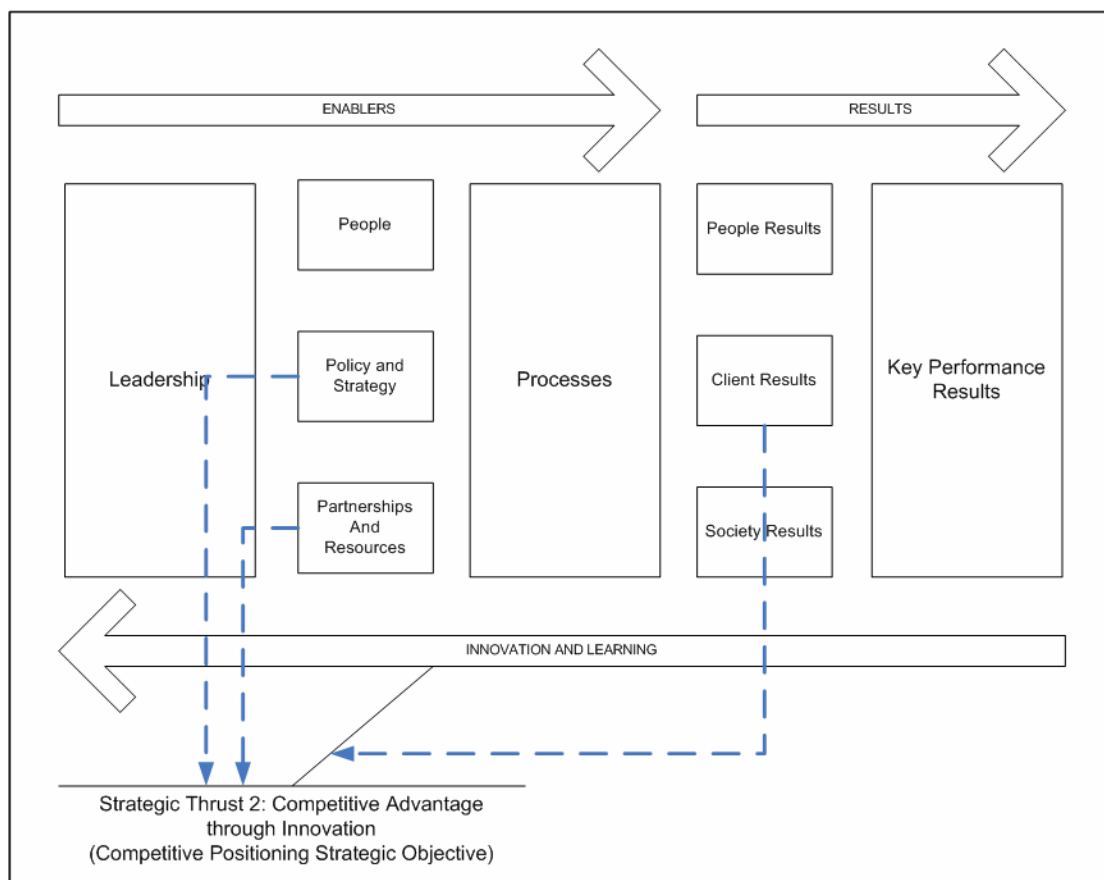 ENABLERS
RESULTS
Leadership
People
Policy and
Strategy
Partnerships
And
Resources
Processes
People Results
Client Results
Society Results
Key Performance
Results
INNOVATION AND LEARNING
Strategic Thrust 2: Competitive Advantage
through Innovation
(Competitive Positioning Strategic Objective)